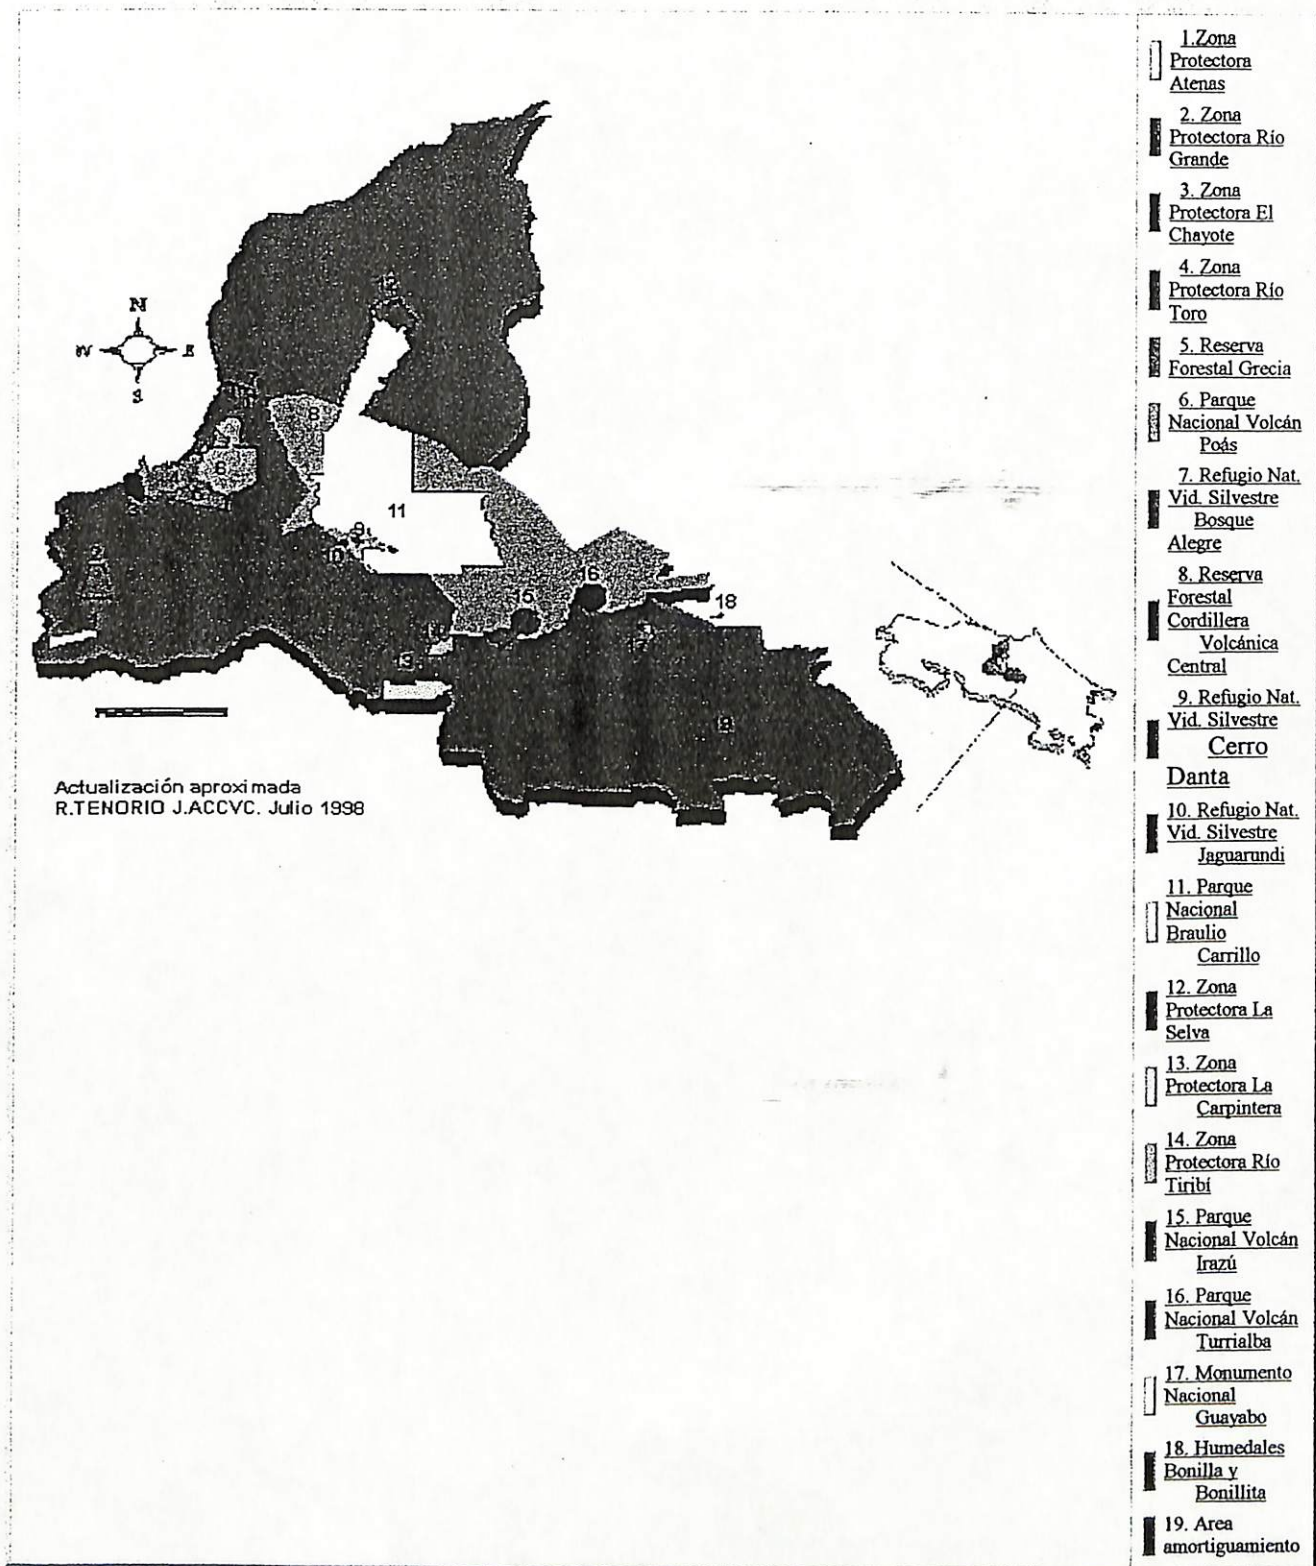 N
W E
S
12
8
6
11
9
10
2
15
16
18
19
Actualización aproximada
R.TENORIO J.ACCVC. Julio 1998
1.Zona
Protectora
Atenas
2. Zona
Protectora Río
Grande
3. Zona
Protectora El
Chayote
4. Zona
Protectora Río
Toro
5. Reserva
Forestal Grecia
6. Parque
Nacional Volcán
Poás
7. Refugio Nat.
Vid. Silvestre
Bosque
Alegre
8. Reserva
Forestal
Cordillera
Volcánica
Central
9. Refugio Nat.
Vid. Silvestre
Cerro
Danta
10. Refugio Nat.
Vid. Silvestre
Jaguarundi
11. Parque
Nacional
Braulio
Carrillo
12. Zona
Protectora La
Selva
13. Zona
Protectora La
Carpintera
14. Zona
Protectora Río
Tiribí
15. Parque
Nacional Volcán
Irazú
16. Parque
Nacional Volcán
Turrialba
17. Monumento
Nacional
Guayabo
18. Humedales
Bonilla y
Bonillita
19. Area
amortiguamiento